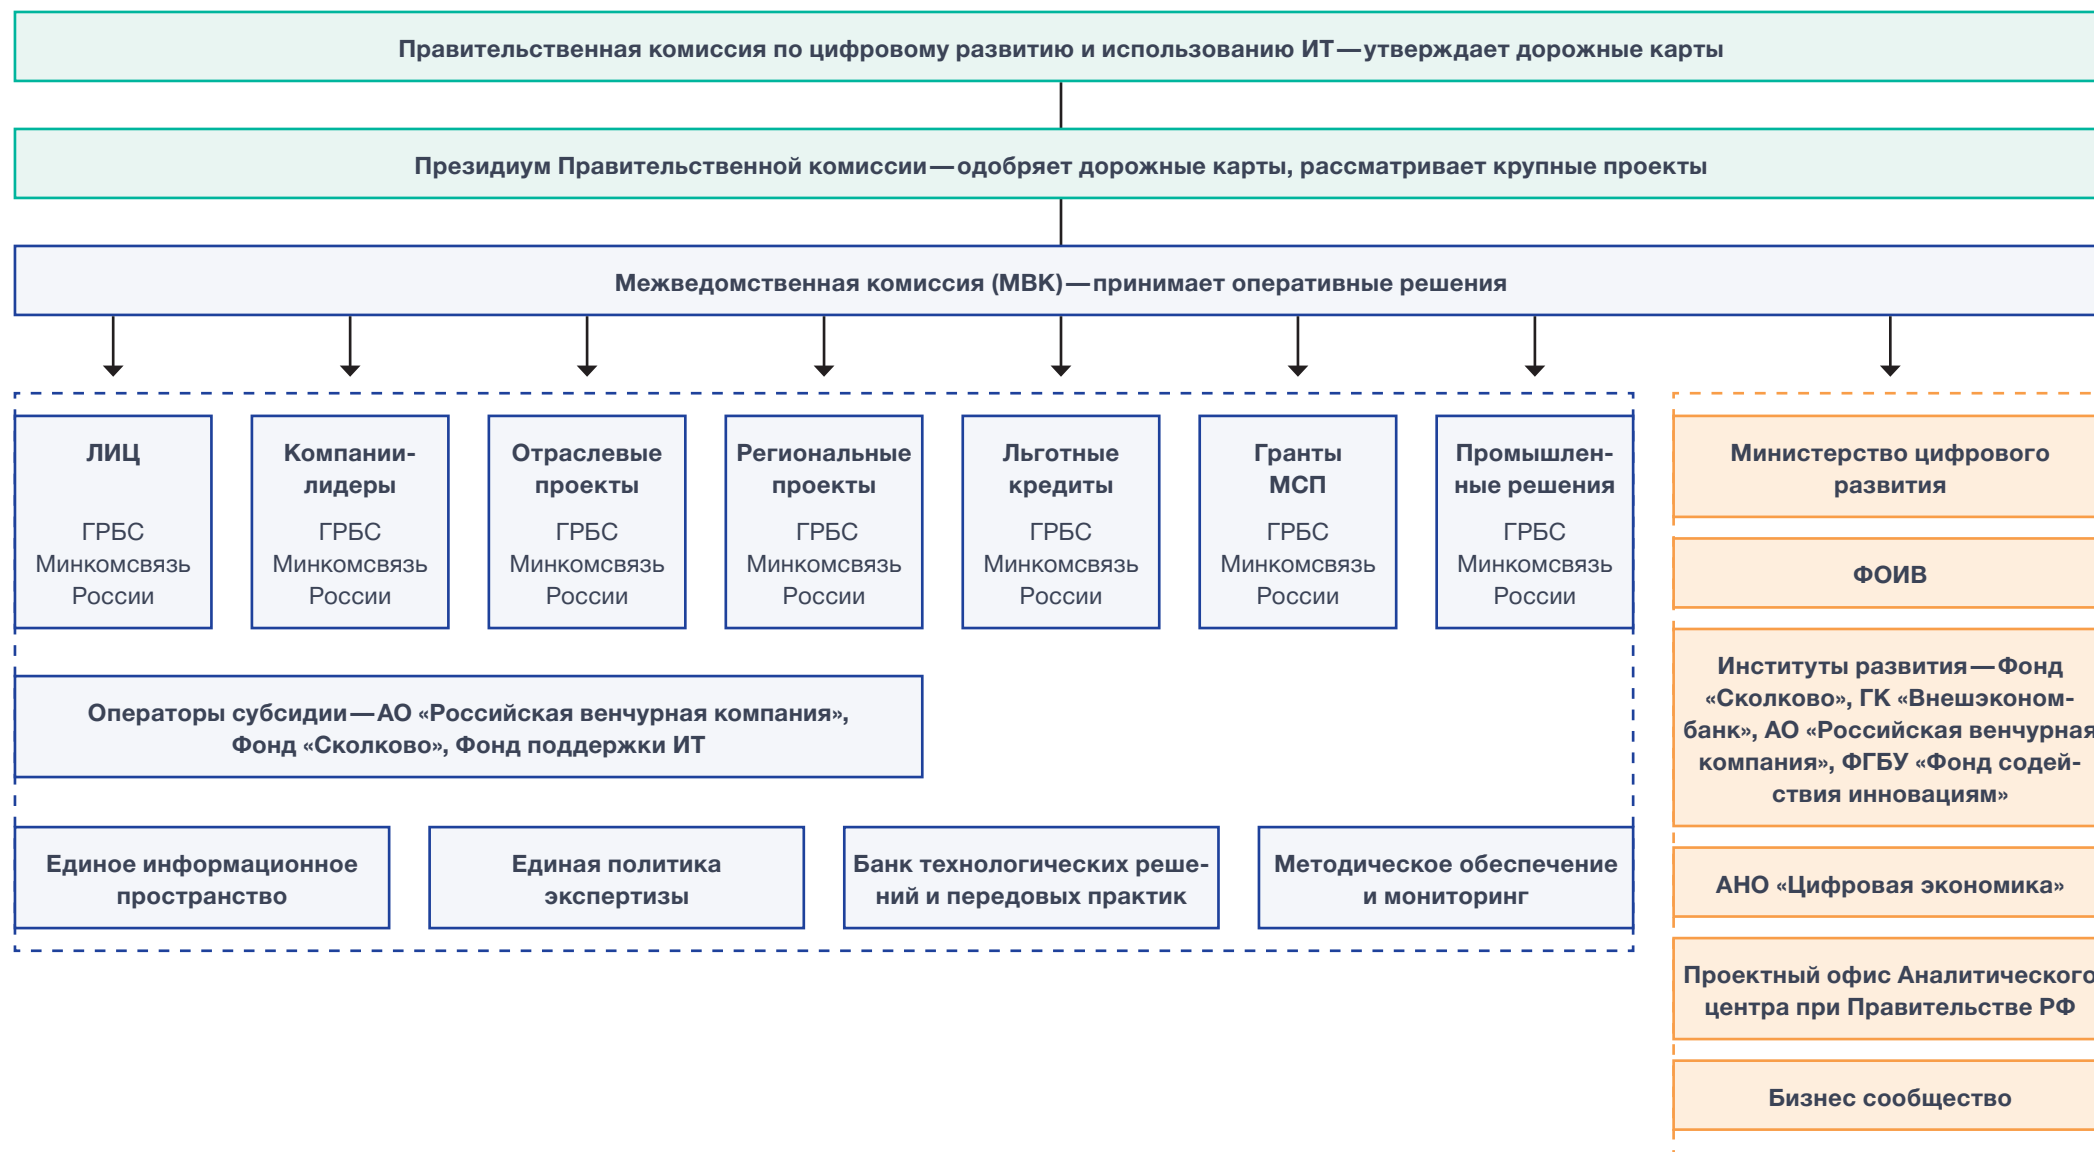 Правительственная комиссия по цифровому развитию и использованию ИТ — утверждает дорожные карты
Президиум Правительственной комиссии — одобряет дорожные карты, рассматривает крупные проекты
Межведомственная комиссия (МВК) — принимает оперативные решения
ЛИЦ
ГРБС
Минкомсвязь
России
Компании-
лидеры
ГРБС
Минкомсвязь
России
Отраслевые
проекты
ГРБС
Минкомсвязь
России
Региональные
проекты
ГРБС
Минкомсвязь
России
Льготные
кредиты
ГРБС
Минкомсвязь
России
Гранты
МСП
ГРБС
Минкомсвязь
России
Промышлен-
ные решения
ГРБС
Минкомсвязь
России
Операторы субсидии — АО «Российская венчурная компания»,
Фонд «Сколково», Фонд поддержки ИТ
Единое информационное
пространство
Единая политика
экспертизы
Банк технологических реше-
ний и передовых практик
Методическое обеспечение
и мониторинг
Министерство цифрового
развития
ФОИВ
Институты развития — Фонд
«Сколково», ГК «Внешэконом-
банк», АО «Российская венчурная
компания», ФГБУ «Фонд содей-
ствия инновациям»
АНО «Цифровая экономика»
Проектный офис Аналитического
центра при Правительстве РФ
Бизнес сообщество